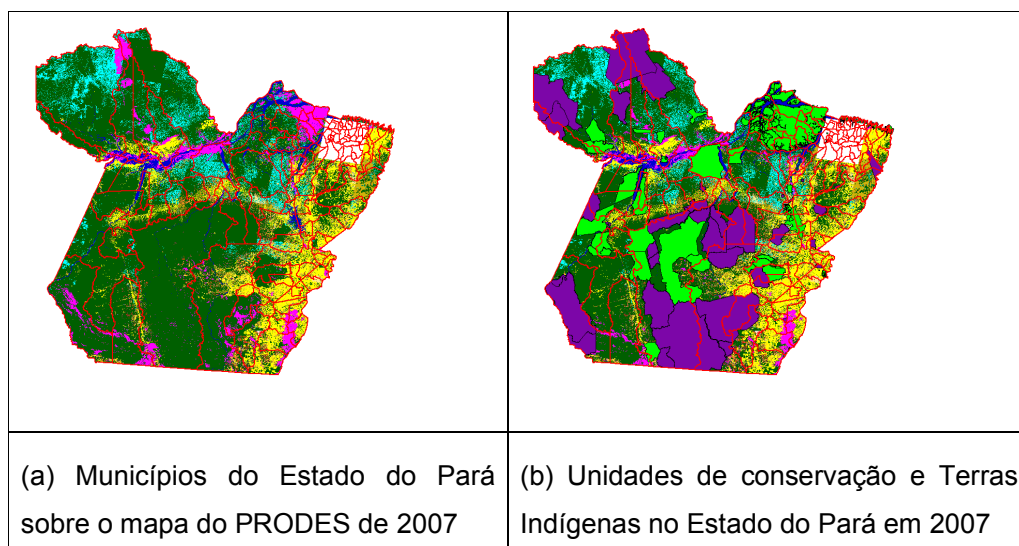 (a) Municípios do Estado do Pará
sobre o mapa do PRODES de 2007
(b) Unidades de conservação e Terras
Indígenas no Estado do Pará em 2007